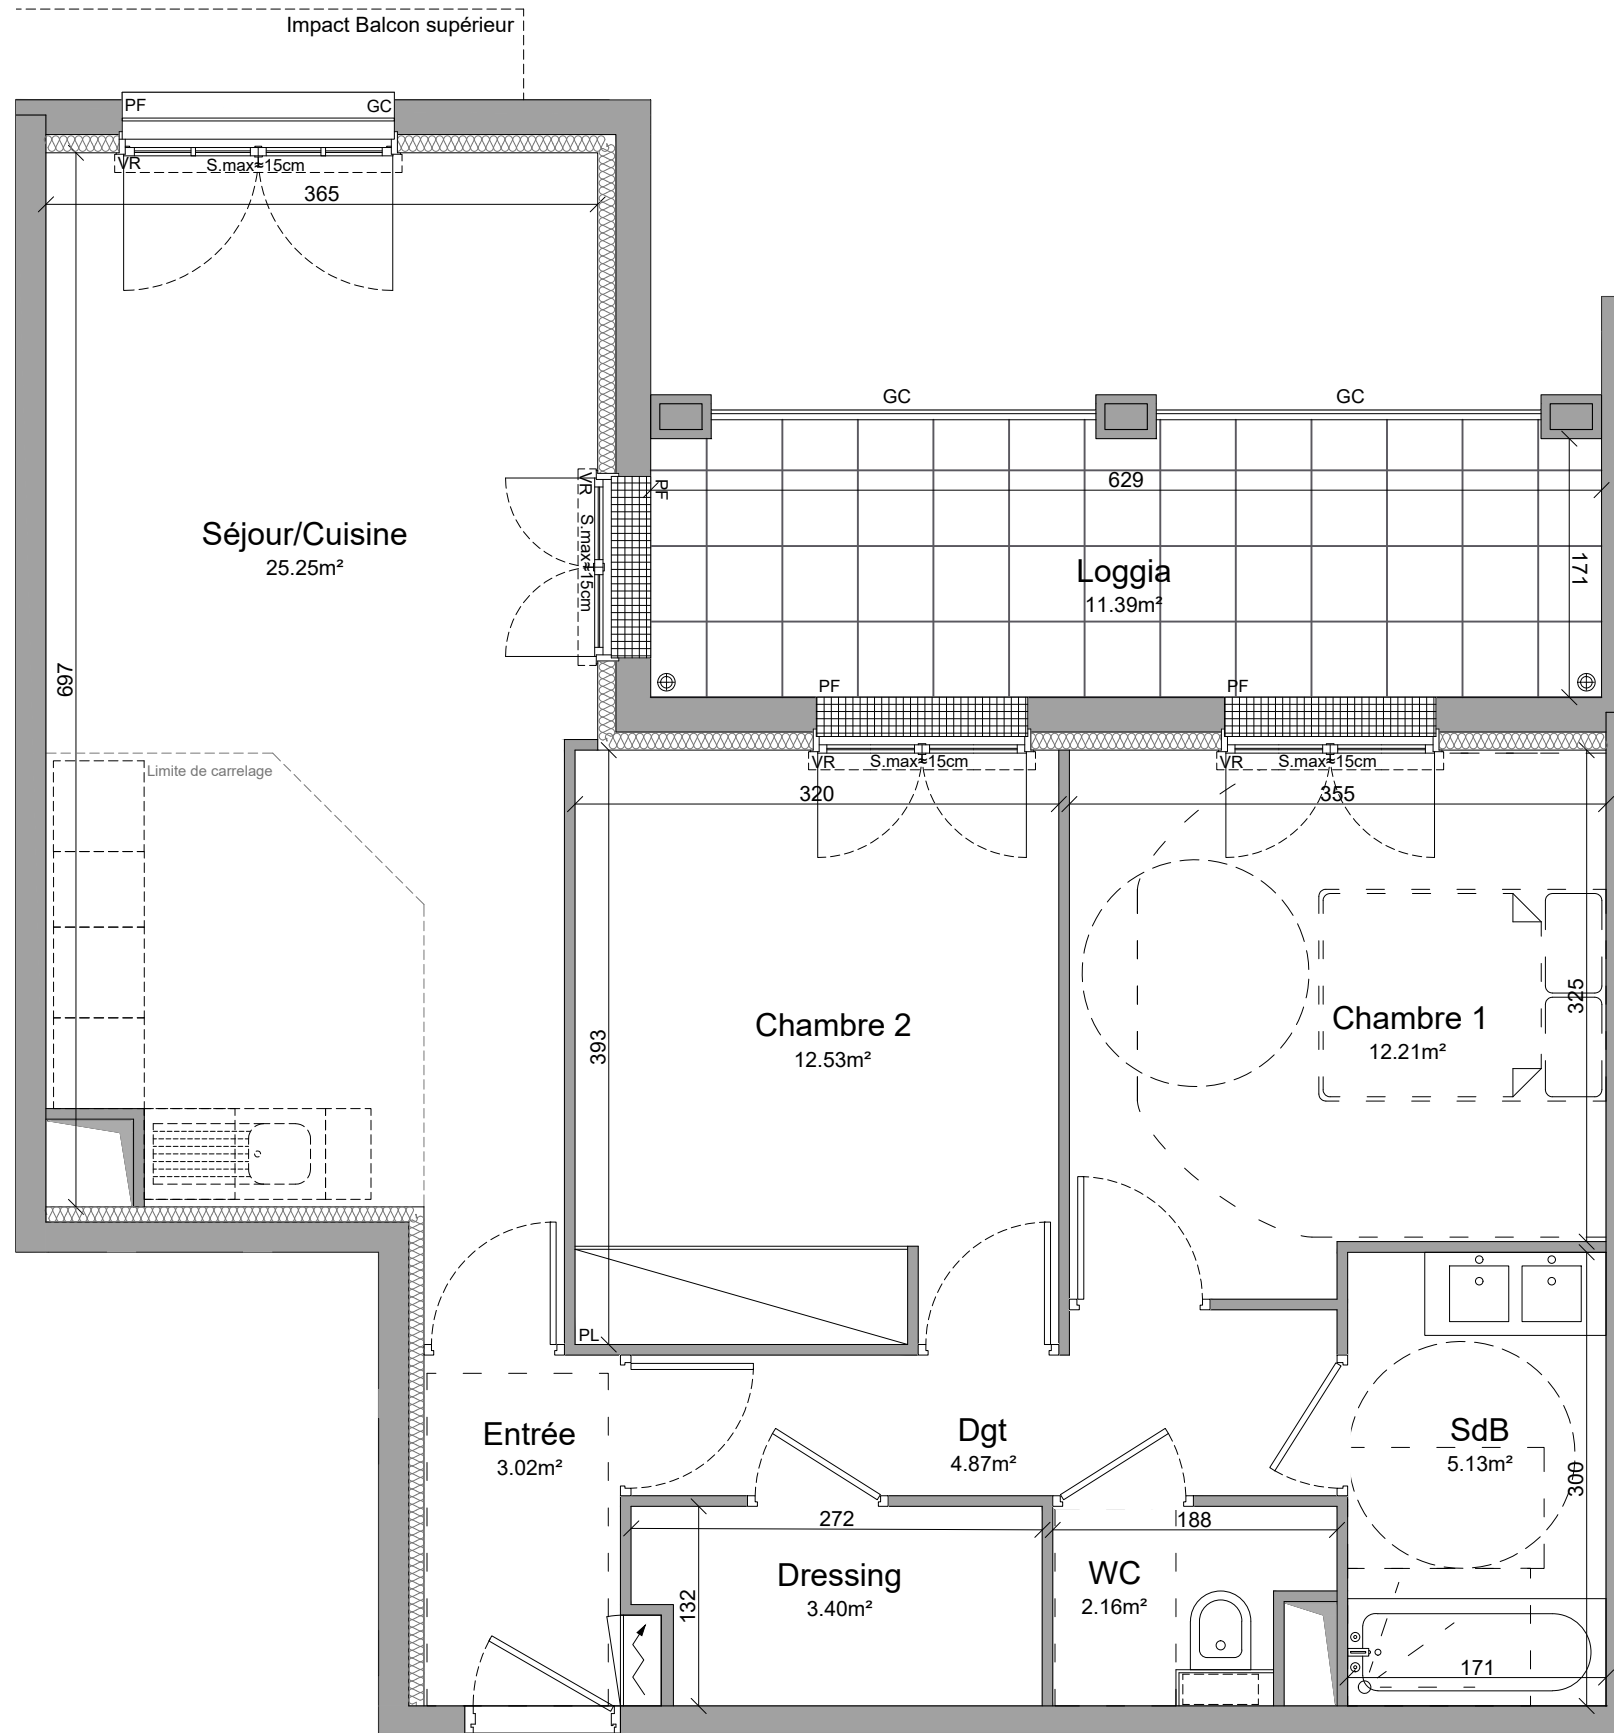 Impact Balcon supérieur
PF
GC
VR
S.max=15cm
365
GC
GC
VR
S.max=15cm
PF
629
171
Séjour/Cuisine
25.25m²
Loggia
11.39m²
697
PF
PF
VR
S.max=15cm
VR
S.max=15cm
Limite de carrelage
320
355
393
325
Chambre 2
12.53m²
Chambre 1
12.21m²
PL
Entrée
3.02m²
Dgt
4.87m²
SdB
5.13m²
300
272
188
132
Dressing
3.40m²
WC
2.16m²
171